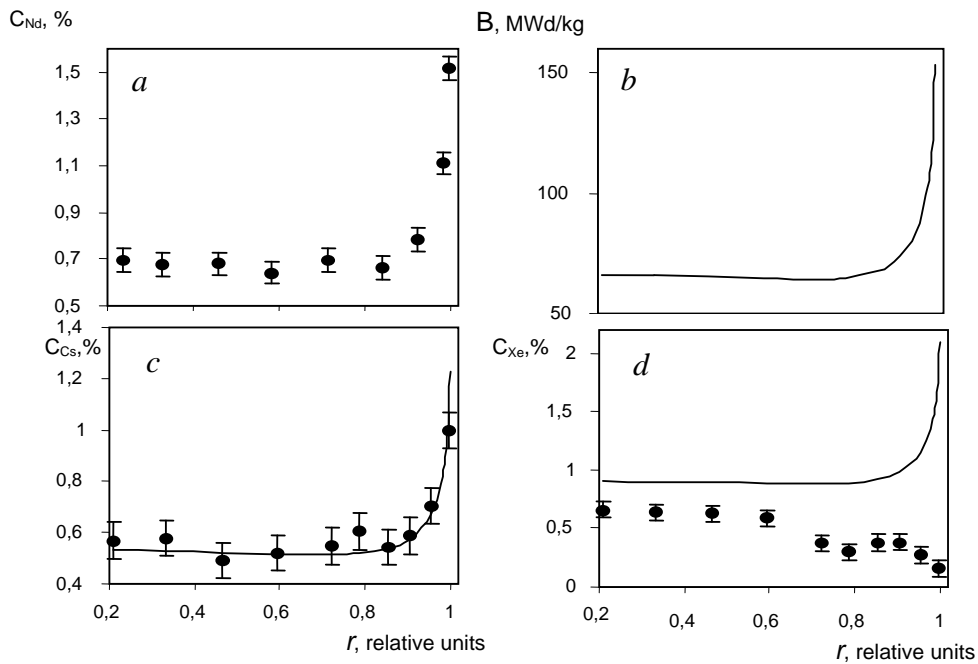 C_Nd, %
B, MWd/kg
a
1,5
1,3
1,1
0,9
0,7
0,5
b
150
100
50
C_Cs,%
c
1,4
1,2
1
0,8
0,6
0,4
0,2 0,4 0,6 0,8 1
r, relative units
C_Xe,%
d
2
1,5
1
0,5
0
0,2 0,4 0,6 0,8 1
r, relative units